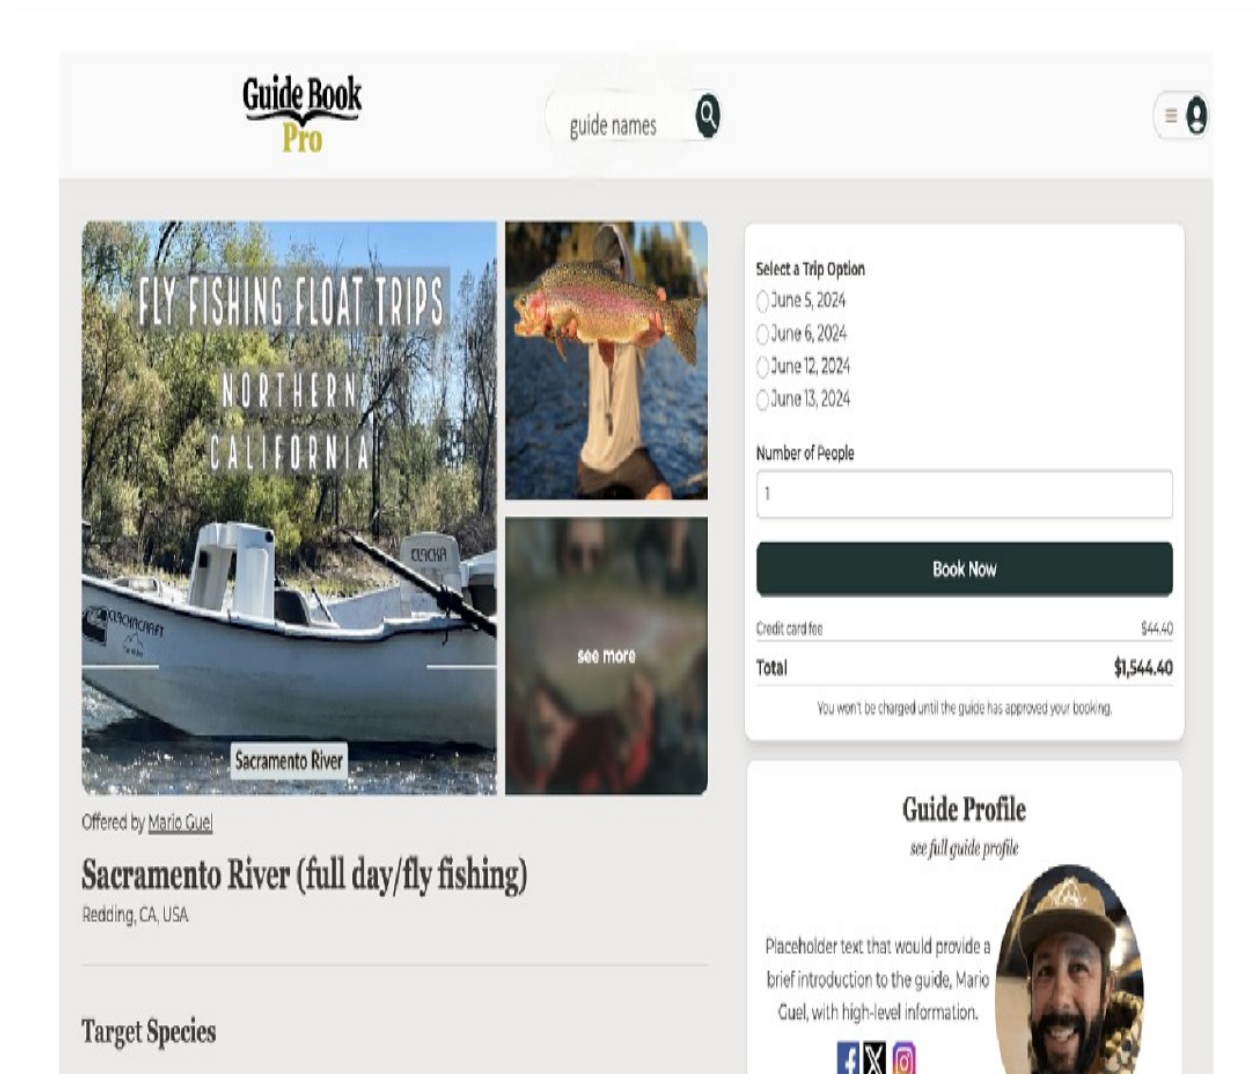 Guide Book
Pro
guide names
FLY FISHING FLOAT TRIPS
NORTHERN
CALIFORNIA
CLACKA
CLACKACRAFT
Sacramento River
see more
Offered by Mario Guel
Sacramento River (full day/fly fishing)
Redding, CA, USA
Target Species
Select a Trip Option
June 5, 2024
June 6, 2024
June 12, 2024
June 13, 2024
Number of People
1
Book Now
Credit card fee $44.40
Total $1,544.40
You won't be charged until the guide has approved your booking.
Guide Profile
see full guide profile
Placeholder text that would provide a
brief introduction to the guide, Mario
Guel, with high-level information.